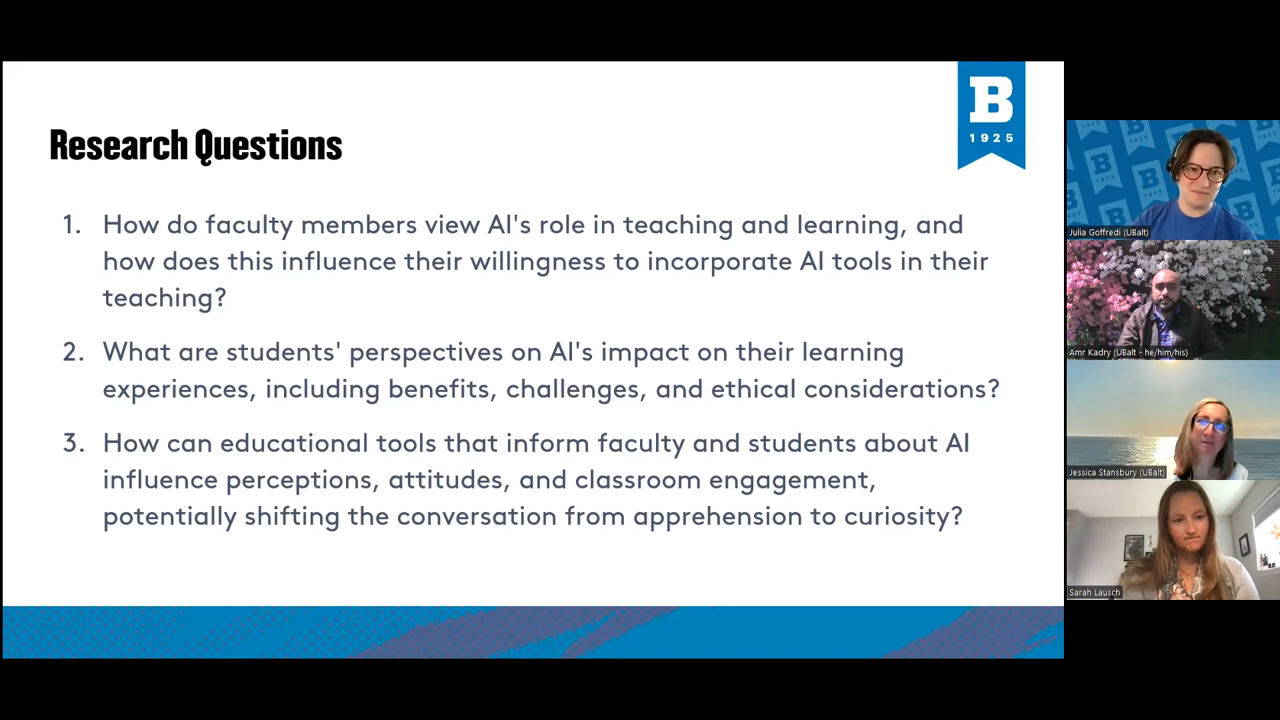 B
1925
Research Questions
1. How do faculty members view AI's role in teaching and learning, and
how does this influence their willingness to incorporate AI tools in their
teaching?
2. What are students' perspectives on AI's impact on their learning
experiences, including benefits, challenges, and ethical considerations?
3. How can educational tools that inform faculty and students about AI
influence perceptions, attitudes, and classroom engagement,
potentially shifting the conversation from apprehension to curiosity?
Julia Goffredi (UBalt)
Amr Kadry (UBalt - he/him/his)
Jessica Stansbury (UBalt)
Sarah Lausch